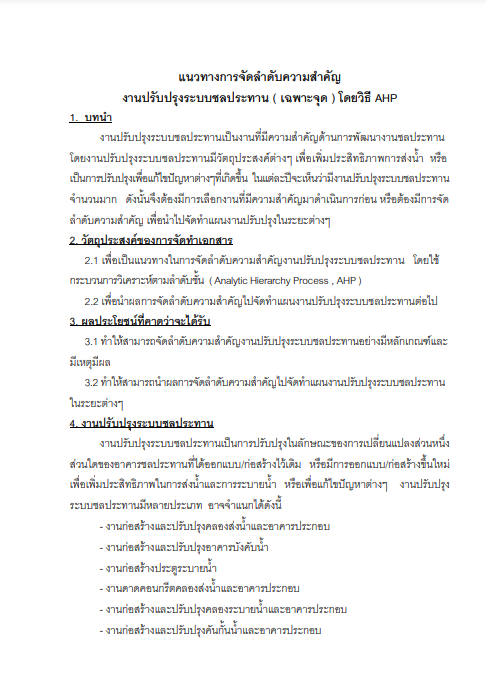 แนวทางการจัดลำดับความสำคัญ
งานปรับปรุงระบบชลประทาน ( เฉพาะจุด ) โดยวิธี AHP
1. บทนำ
งานปรับปรุงระบบชลประทานเป็นงานที่มีความสำคัญด้านการพัฒนางานชลประทาน
โดยงานปรับปรุงระบบชลประทานมีวัตถุประสงค์ต่างๆ เพื่อเพิ่มประสิทธิภาพการส่งน้ำ หรือ
เป็นการปรับปรุงเพื่อแก้ไขปัญหาต่างๆที่เกิดขึ้น ในแต่ละปีจะเห็นว่ามีงานปรับปรุงระบบชลประทาน
จำนวนมาก ดังนั้นจึงต้องมีการเลือกงานที่มีความสำคัญมาดำเนินการก่อน หรือต้องมีการจัด
ลำดับความสำคัญ เพื่อนำไปจัดทำแผนงานปรับปรุงในระยะต่างๆ
2. วัตถุประสงค์ของการจัดทำเอกสาร
2.1 เพื่อเป็นแนวทางในการจัดลำดับความสำคัญงานปรับปรุงระบบชลประทาน โดยใช้
กระบวนการวิเคราะห์ตามลำดับชั้น ( Analytic Hierarchy Process , AHP )
2.2 เพื่อนำผลการจัดลำดับความสำคัญไปจัดทำแผนงานปรับปรุงระบบชลประทานต่อไป
3. ผลประโยชน์ที่คาดว่าจะได้รับ
3.1 ทำให้สามารถจัดลำดับความสำคัญงานปรับปรุงระบบชลประทานอย่างมีหลักเกณฑ์และ
มีเหตุมีผล
3.2 ทำให้สามารถนำผลการจัดลำดับความสำคัญไปจัดทำแผนงานปรับปรุงระบบชลประทาน
ในระยะต่างๆ
4. งานปรับปรุงระบบชลประทาน
งานปรับปรุงระบบชลประทานเป็นการปรับปรุงในลักษณะของการเปลี่ยนแปลงส่วนหนึ่ง
ส่วนใดของอาคารชลประทานที่ได้ออกแบบ/ก่อสร้างไว้เดิม หรือมีการออกแบบ/ก่อสร้างขึ้นใหม่
เพื่อเพิ่มประสิทธิภาพในการส่งน้ำและการระบายน้ำ หรือเพื่อแก้ไขปัญหาต่างๆ งานปรับปรุง
ระบบชลประทานมีหลายประเภท อาจจำแนกได้ดังนี้
- งานก่อสร้างและปรับปรุงคลองส่งน้ำและอาคารประกอบ
- งานก่อสร้างและปรับปรุงอาคารบังคับน้ำ
- งานก่อสร้างประตูระบายน้ำ
- งานดาดคอนกรีตคลองส่งน้ำและอาคารประกอบ
- งานก่อสร้างและปรับปรุงคลองระบายน้ำและอาคารประกอบ
- งานก่อสร้างและปรับปรุงคันกั้นน้ำและอาคารประกอบ